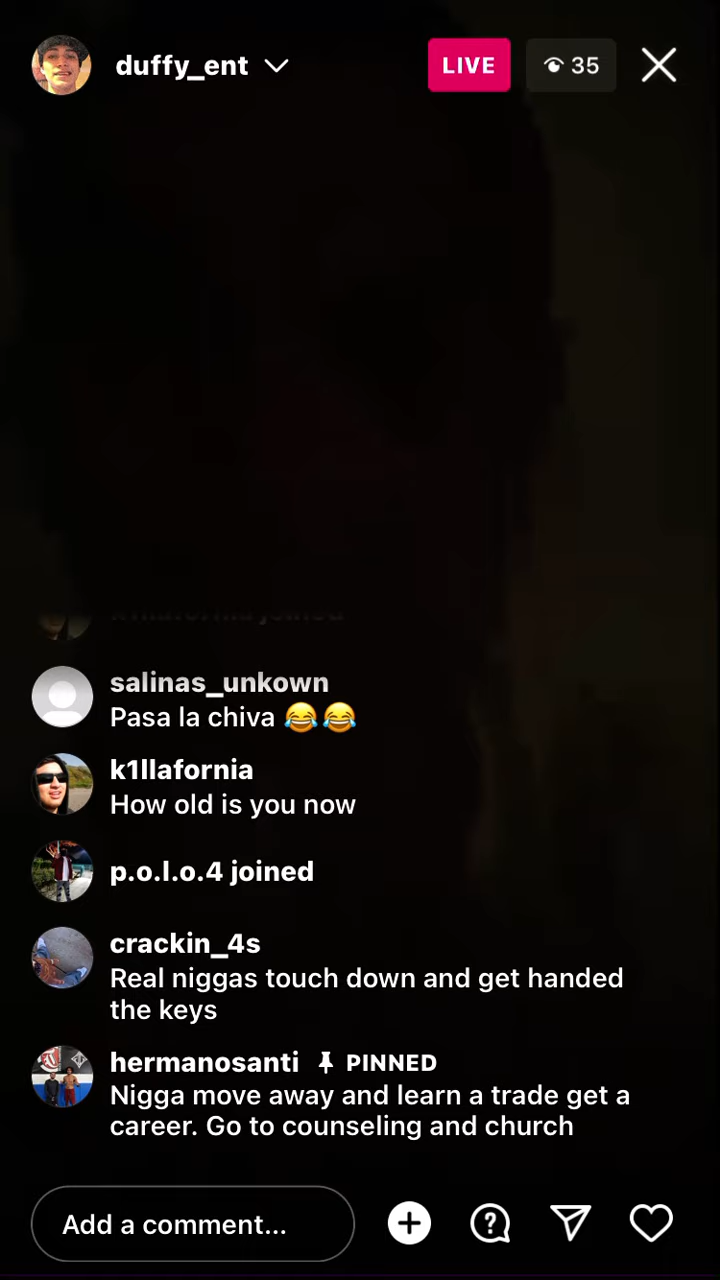 duffy_ent
LIVE
35
salinas_unkown
Pasa la chiva 😂😂
k1llafornia
How old is you now
p.o.l.o.4 joined
crackin_4s
Real niggas touch down and get handed
the keys
hermanosanti PINNED
Nigga move away and learn a trade get a
career. Go to counseling and church
Add a comment...